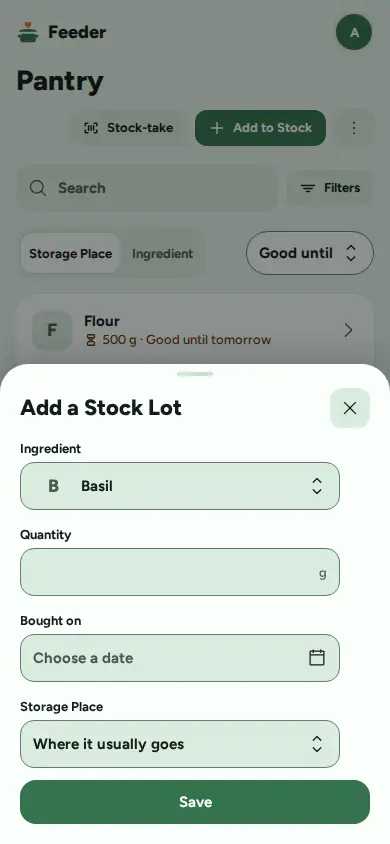 Feeder
A
Pantry
Stock-take
Add to Stock
Search
Filters
Storage Place
Ingredient
Good until
F
Flour
500 g · Good until tomorrow
Add a Stock Lot
Ingredient
B
Basil
Quantity
g
Bought on
Choose a date
Storage Place
Where it usually goes
Save